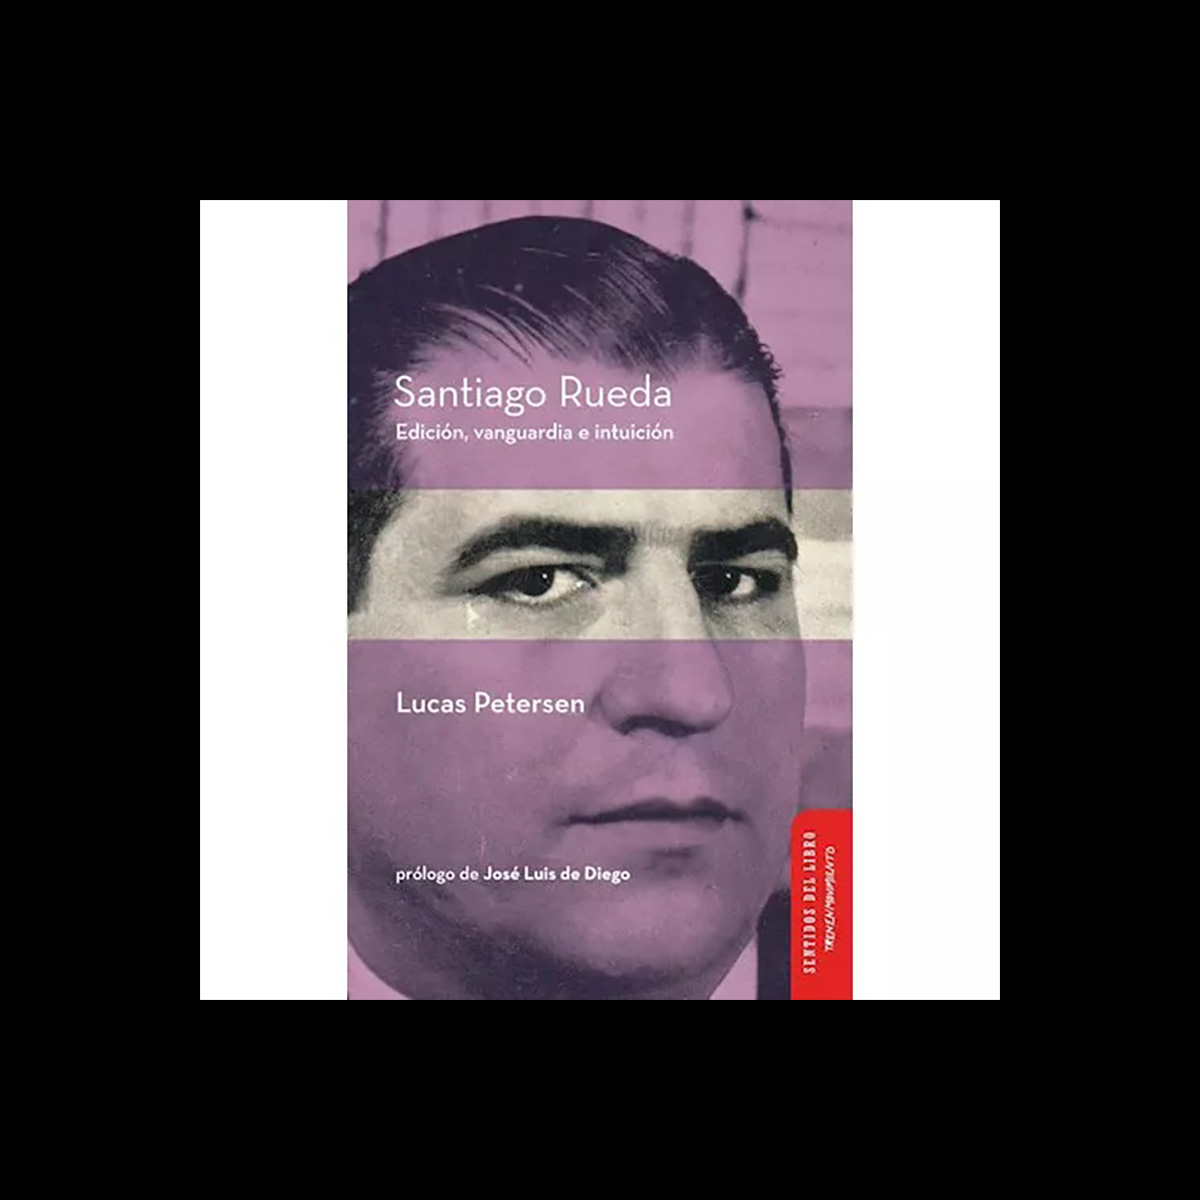 Santiago Rueda
Edición, vanguardia e intuición
Lucas Petersen
prólogo de José Luis de Diego
SENTIDOS DEL LIBRO
TREN EN MOVIMIENTO